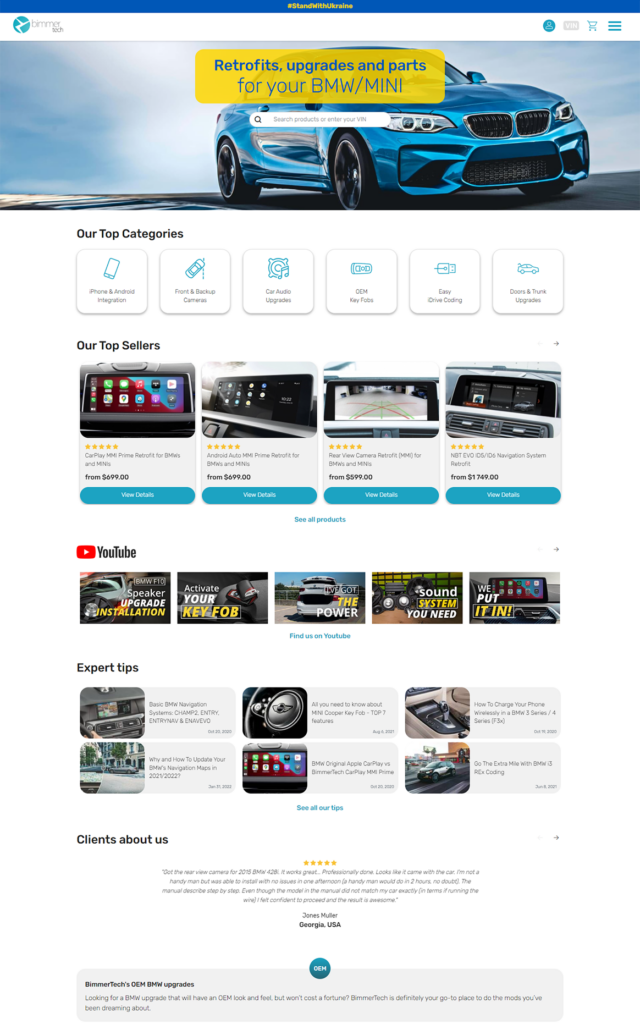 #StandWithUkraine
bimmer
tech
VIN
Retrofits, upgrades and parts
for your BMW/MINI
Search products or enter your VIN
Our Top Categories
iPhone & Android
Integration
Front & Backup
Cameras
Car Audio
Upgrades
OEM
Key Fobs
Easy
iDrive Coding
Doors & Trunk
Upgrades
Our Top Sellers
CarPlay MMI Prime Retrofit for BMWs
and MINIs
from $699.00
View Details
Android Auto MMI Prime Retrofit for
BMWs and MINIs
from $699.00
View Details
Rear View Camera Retrofit (MMI) for
BMWs and MINIs
from $599.00
View Details
NBT EVO ID5/ID6 Navigation System
Retrofit
from $1 749.00
View Details
See all products
YouTube
[BMW F10]
Speaker
UPGRADE
INSTALLATION
Activate
YOUR
KEY FOB
I'VE GOT
THE
POWER
sound
SYSTEM
YOU NEED
WE
PUT
IT IN!
Find us on Youtube
Expert tips
Basic BMW Navigation
Systems: CHAMP2, ENTRY,
ENTRYNAV & ENAVEVO
Oct 23, 2020
All you need to know about
MINI Cooper Key Fob - TOP 7
features
Aug 6, 2021
How To Charge Your Phone
Wirelessly in a BMW 3 Series / 4
Series (F3x)
Oct 19, 2020
Why and How To Update Your
BMW's Navigation Maps in
2021/2022?
Jan 31, 2022
BMW Original Apple CarPlay vs
BimmerTech CarPlay MMI Prime
Oct 20, 2020
Go The Extra Mile With BMW i3
REx Coding
See all our tips
Clients about us
"Got the rear view camera for 2015 BMW 428i. It works great... Professionally done. Looks like it came with the car. I'm not a
handy man but was able to install with no issues in one afternoon (a handy man would do in 2 hours, no doubt). The
manual describe step by step. Even though the model in the manual did not match my car exactly (in terms if running the
wire) I felt confident to proceed and the result is awesome."
Jones Muller
Georgia, USA
OEM
BimmerTech's OEM BMW upgrades
Looking for a BMW upgrade that will have an OEM look and feel, but won't cost a fortune? BimmerTech is definitely your go-to place to do the mods you've
been dreaming about.